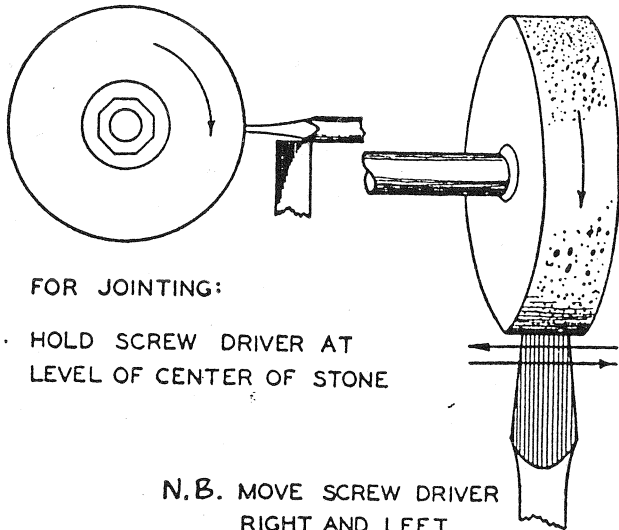 FOR JOINTING:
HOLD SCREW DRIVER AT
LEVEL OF CENTER OF STONE
N.B. MOVE SCREW DRIVER
RIGHT AND LEFT